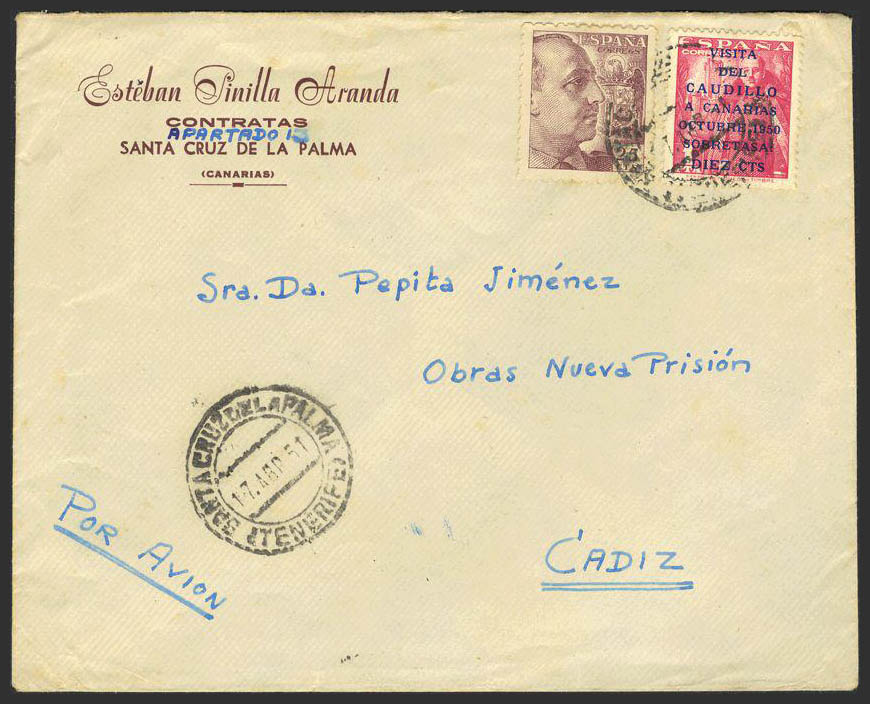 Estéban Pinilla Aranda
CONTRATAS
APARTADO 15
SANTA CRUZ DE LA PALMA
(CANARIAS)
ESPAÑA
CORREOS
ESPAÑA
VISITA
DEL
CAUDILLO
A CANARIAS
OCTUBRE 1950
SOBRETASA:
DIEZ CTS
Sra. Da. Pepita Jiménez
Obras Nueva Prisión
SANTA CRUZ DE LA PALMA
17.ABR.51
(TENERIFE)
POR AVION
CADIZ